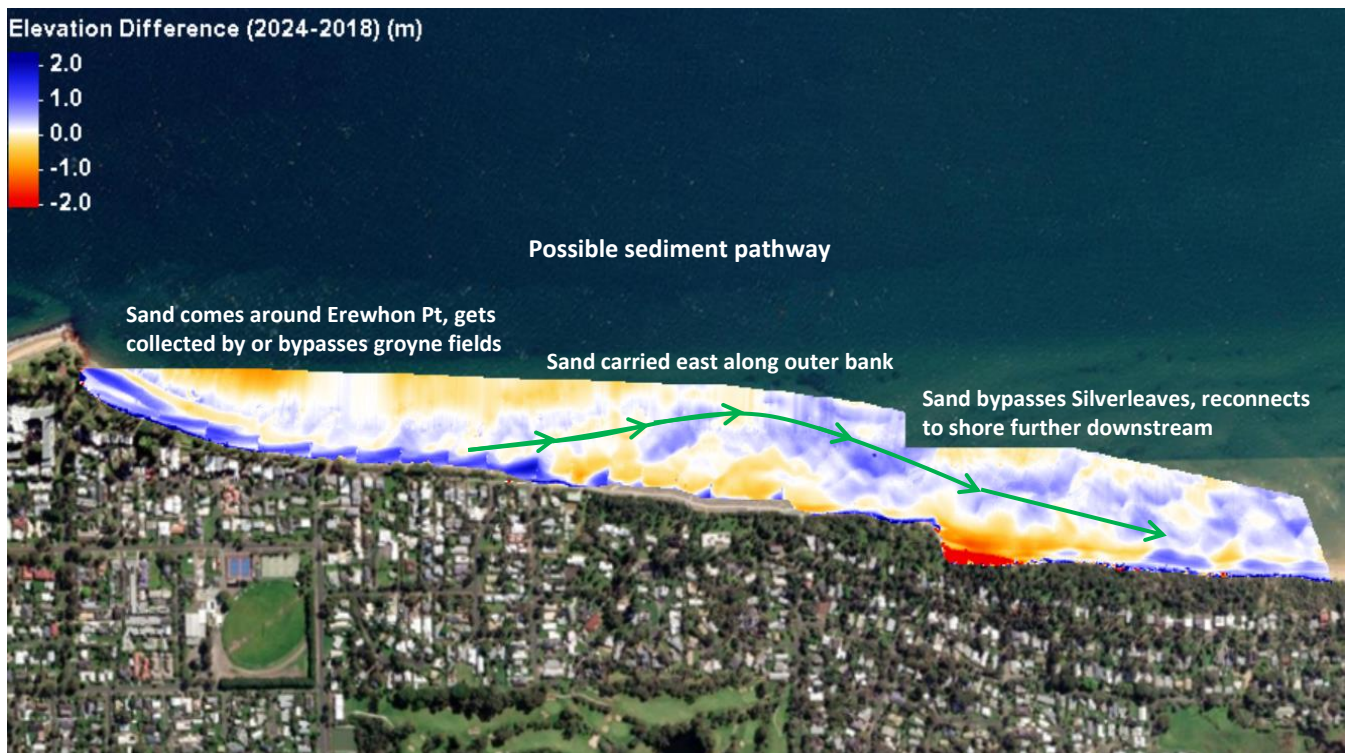 Elevation Difference (2024-2018) (m)
2.0
1.0
0.0
-1.0
-2.0
Possible sediment pathway
Sand comes around Erewhon Pt, gets
collected by or bypasses groyne fields
Sand carried east along outer bank
Sand bypasses Silverleaves, reconnects
to shore further downstream